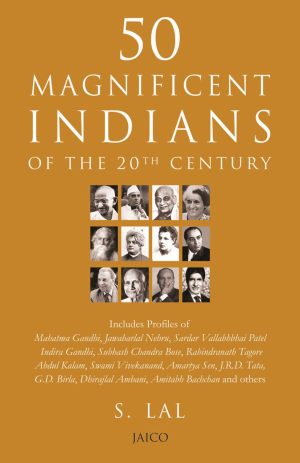 50
MAGNIFICENT
INDIANS
OF THE 20TH CENTURY
Includes Profiles of
Mahatma Gandhi, Jawaharlal Nehru, Sardar Vallabhbhai Patel
Indira Gandhi, Subhash Chandra Bose, Rabindranath Tagore
Abdul Kalam, Swami Vivekanand, Amartya Sen, J.R.D. Tata,
G.D. Birla, Dhirajlal Ambani, Amitabh Bachchan and others
S. LAL
JAICO